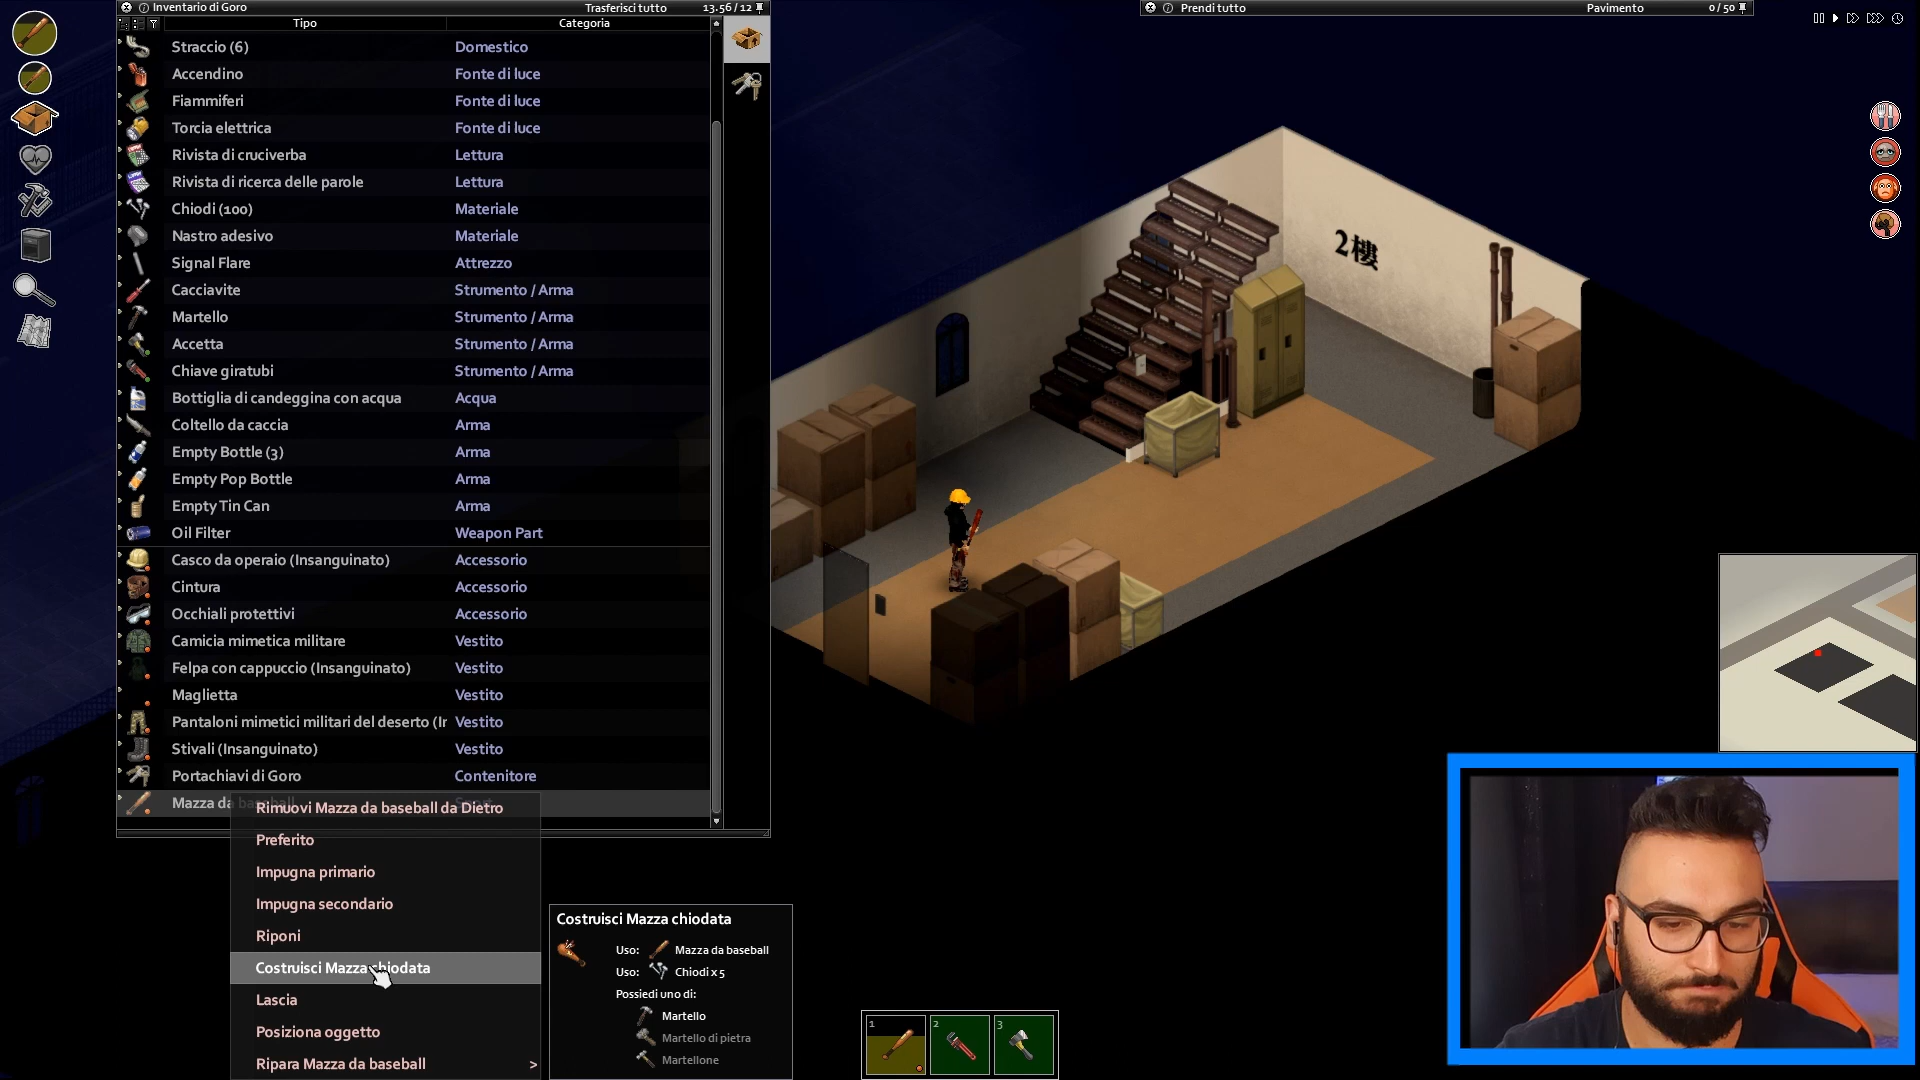 Inventario di Goro
Trasferisci tutto
13.56 / 12
Tipo
Categoria
Straccio (6)
Domestico
Accendino
Fonte di luce
Fiammiferi
Fonte di luce
Torcia elettrica
Fonte di luce
Rivista di cruciverba
Lettura
Rivista di ricerca delle parole
Lettura
Chiodi (100)
Materiale
Nastro adesivo
Materiale
Signal Flare
Attrezzo
Cacciavite
Strumento / Arma
Martello
Strumento / Arma
Accetta
Strumento / Arma
Chiave giratubi
Strumento / Arma
Bottiglia di candeggina con acqua
Acqua
Coltello da caccia
Arma
Empty Bottle (3)
Arma
Empty Pop Bottle
Arma
Empty Tin Can
Arma
Oil Filter
Weapon Part
Casco da operaio (Insanguinato)
Accessorio
Cintura
Accessorio
Occhiali protettivi
Accessorio
Camicia mimetica militare
Vestito
Felpa con cappuccio (Insanguinato)
Vestito
Maglietta
Vestito
Pantaloni mimetici militari del deserto (Ir
Vestito
Stivali (Insanguinato)
Vestito
Portachiavi di Goro
Contenitore
Mazza da baseball
Sport
Rimuovi Mazza da baseball da Dietro
Preferito
Impugna primario
Impugna secondario
Riponi
Costruisci Mazza chiodata
Lascia
Posiziona oggetto
Ripara Mazza da baseball >
Costruisci Mazza chiodata
Uso: Mazza da baseball
Uso: Chiodi x 5
Possiedi uno di:
Martello
Martello di pietra
Martellone
1
2
3
Prendi tutto
Pavimento
0 / 50
2樓